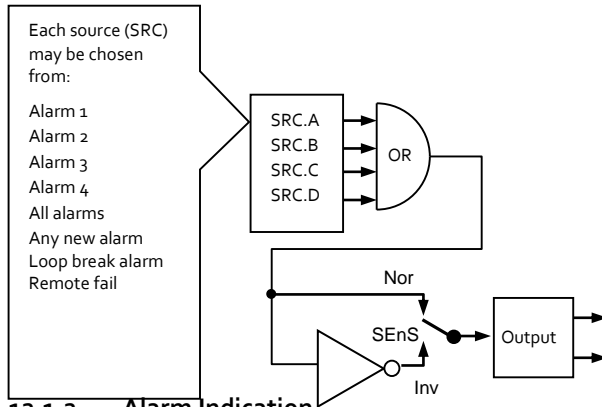 Each source (SRC)
may be chosen
from:
Alarm 1
Alarm 2
Alarm 3
Alarm 4
All alarms
Any new alarm
Loop break alarm
Remote fail
SRC.A
SRC.B
SRC.C
SRC.D
OR
Nor
SEnS
Inv
Output
Alarm Indication